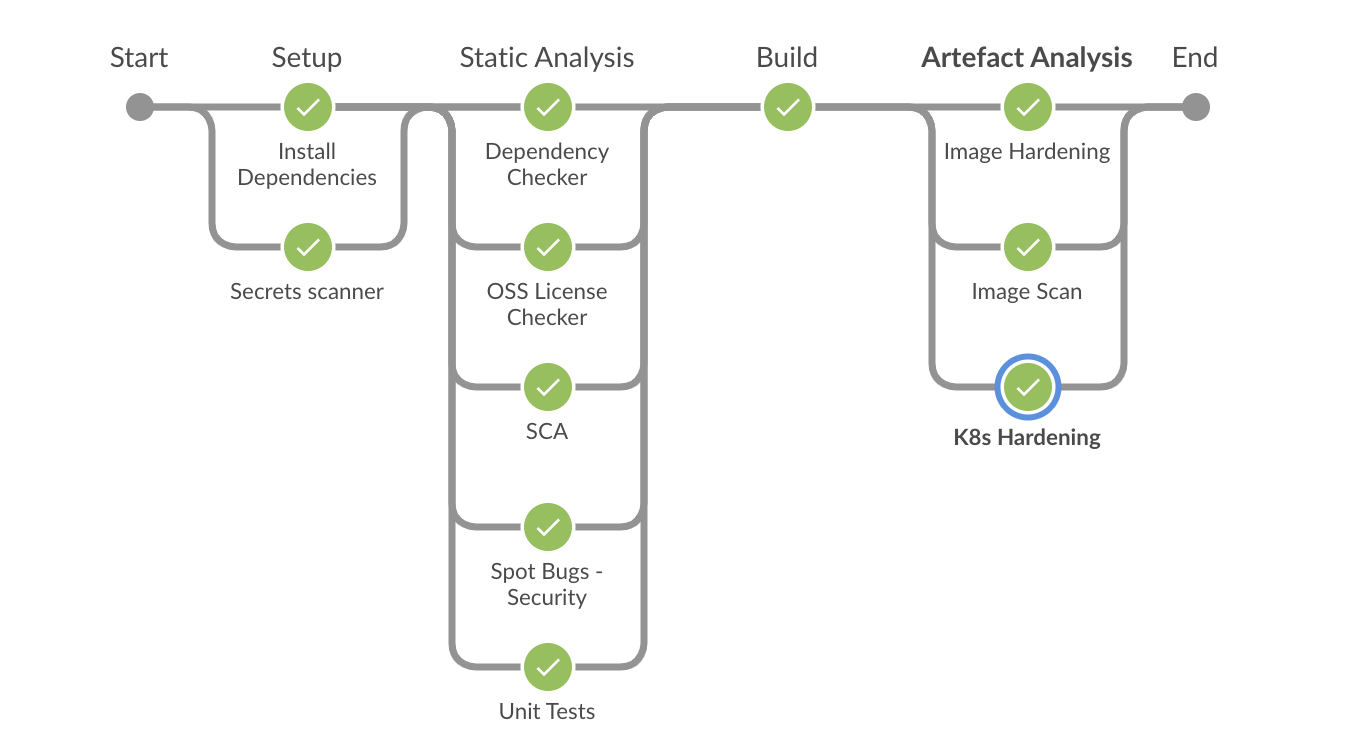 Start
Setup
Static Analysis
Build
Artefact Analysis
End
Install
Dependencies
Secrets scanner
Dependency
Checker
OSS License
Checker
SCA
Spot Bugs -
Security
Unit Tests
Image Hardening
Image Scan
K8s Hardening